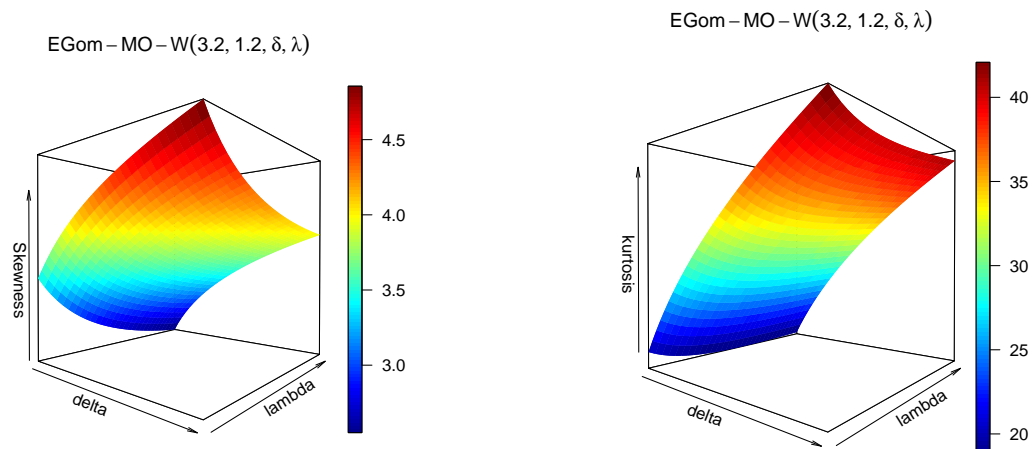 EGom – MO – W(3.2, 1.2, δ, λ)
Skewness
delta
lambda
4.5
4.0
3.5
3.0
EGom – MO – W(3.2, 1.2, δ, λ)
kurtosis
delta
lambda
40
35
30
25
20